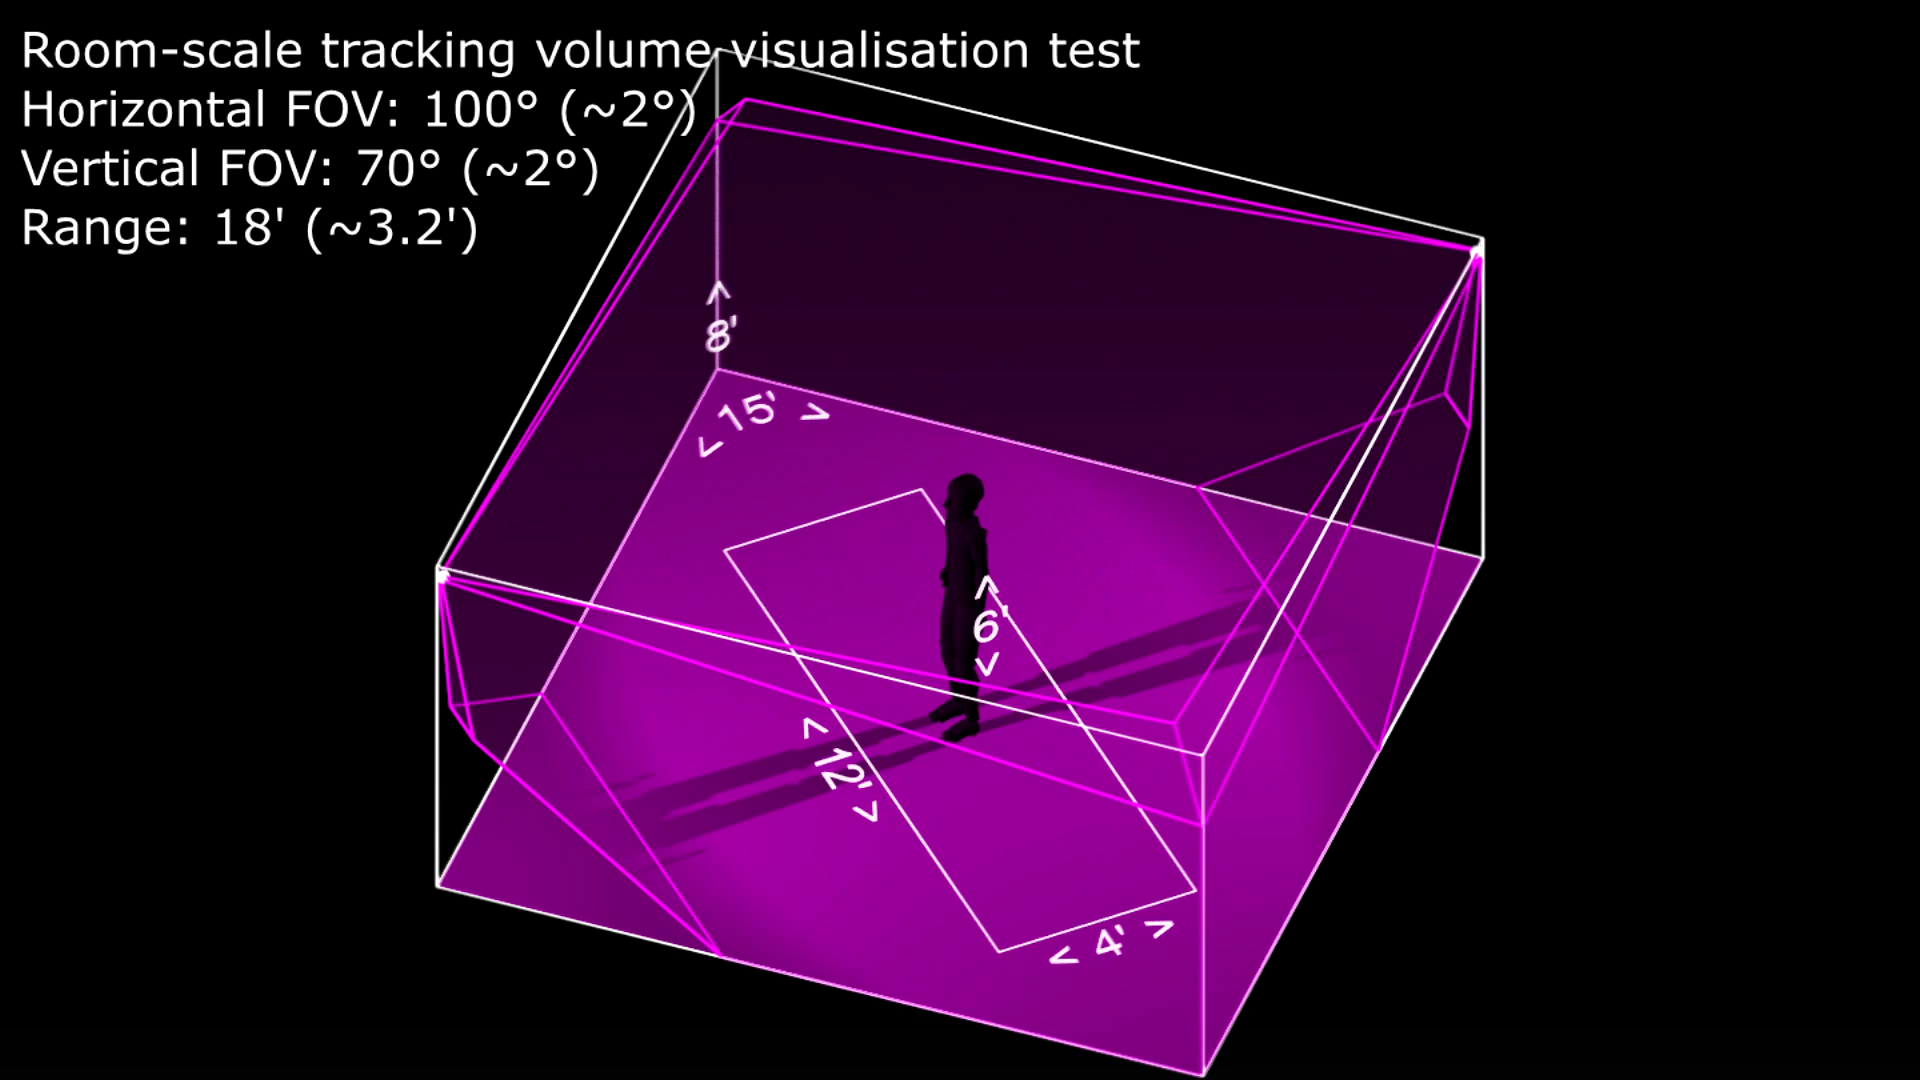 Room-scale tracking volume visualisation test
Horizontal FOV: 100° (~2°)
Vertical FOV: 70° (~2°)
Range: 18' (~3.2')
< 8'
< 15' >
< 6' >
< 12' >
< 4' >